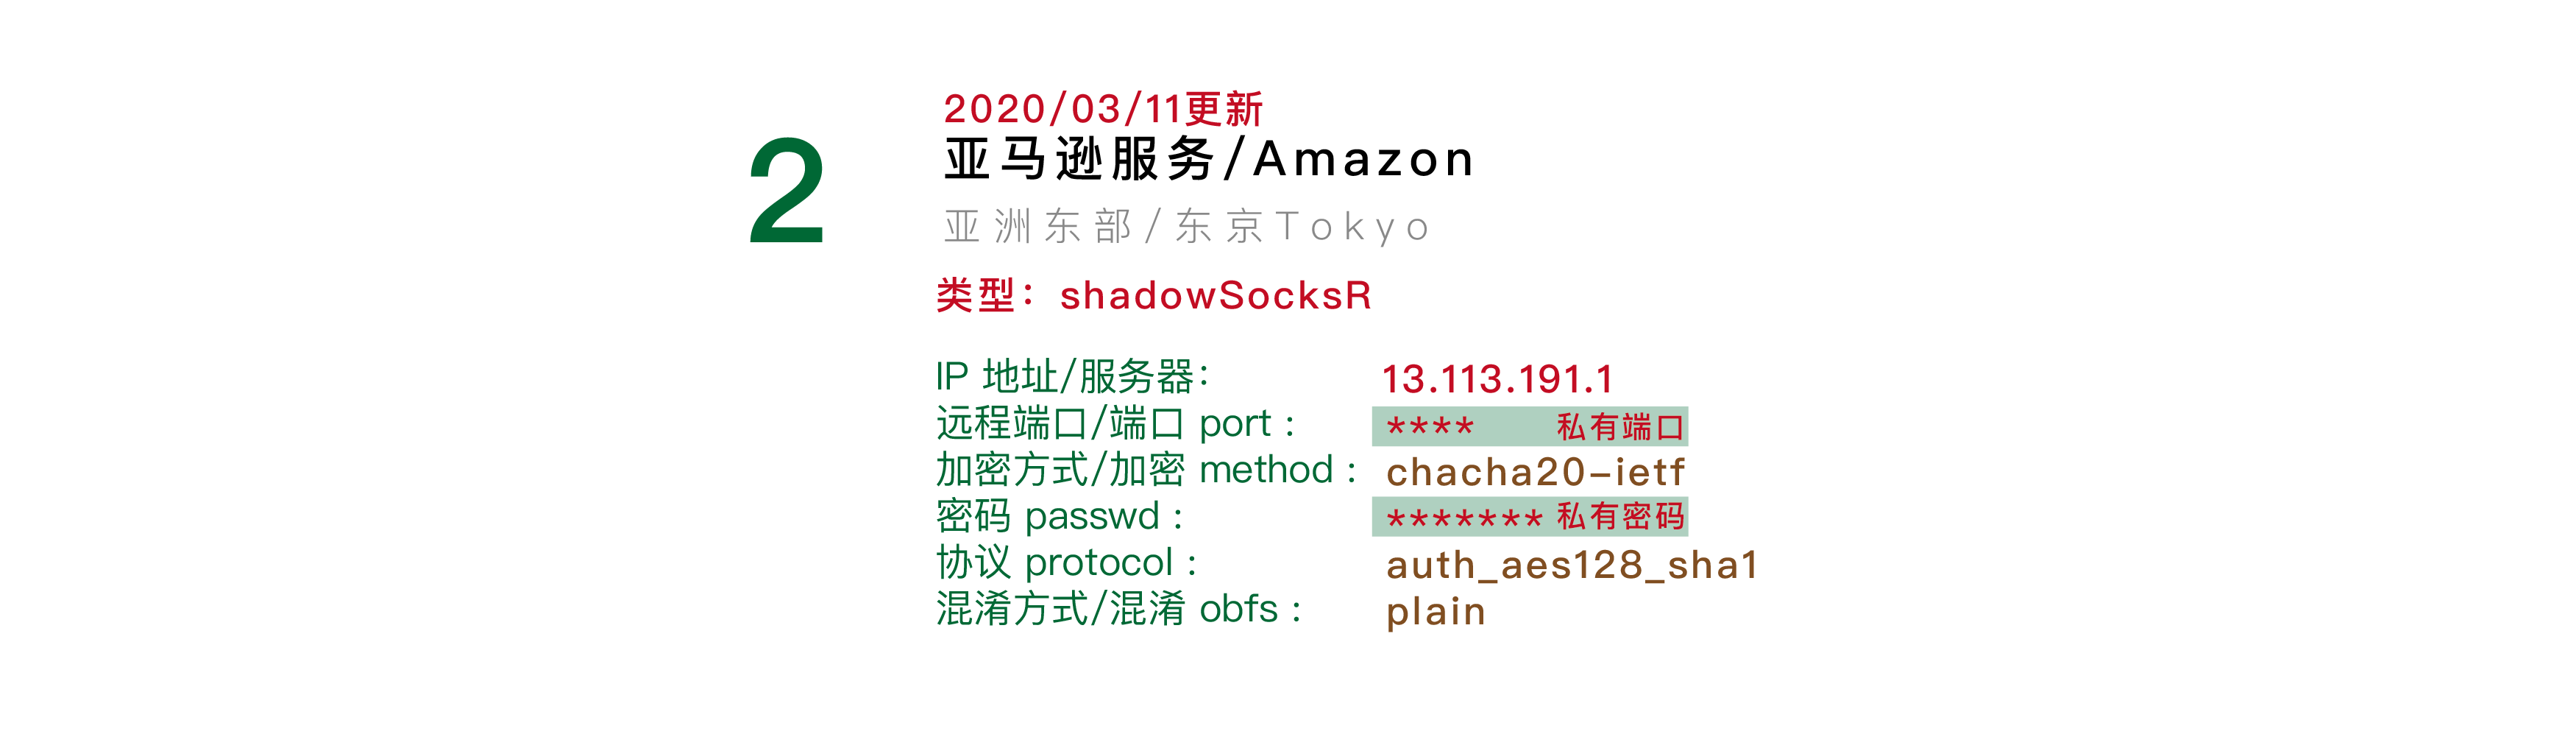 2
2020/03/11更新
亚马逊服务/Amazon
亚洲东部/东京Tokyo
类型：shadowSocksR
IP 地址/服务器： 13.113.191.1
远程端口/端口 port： **** 私有端口
加密方式/加密 method： chacha20-ietf
密码 passwd： ******* 私有密码
协议 protocol： auth_aes128_sha1
混淆方式/混淆 obfs： plain